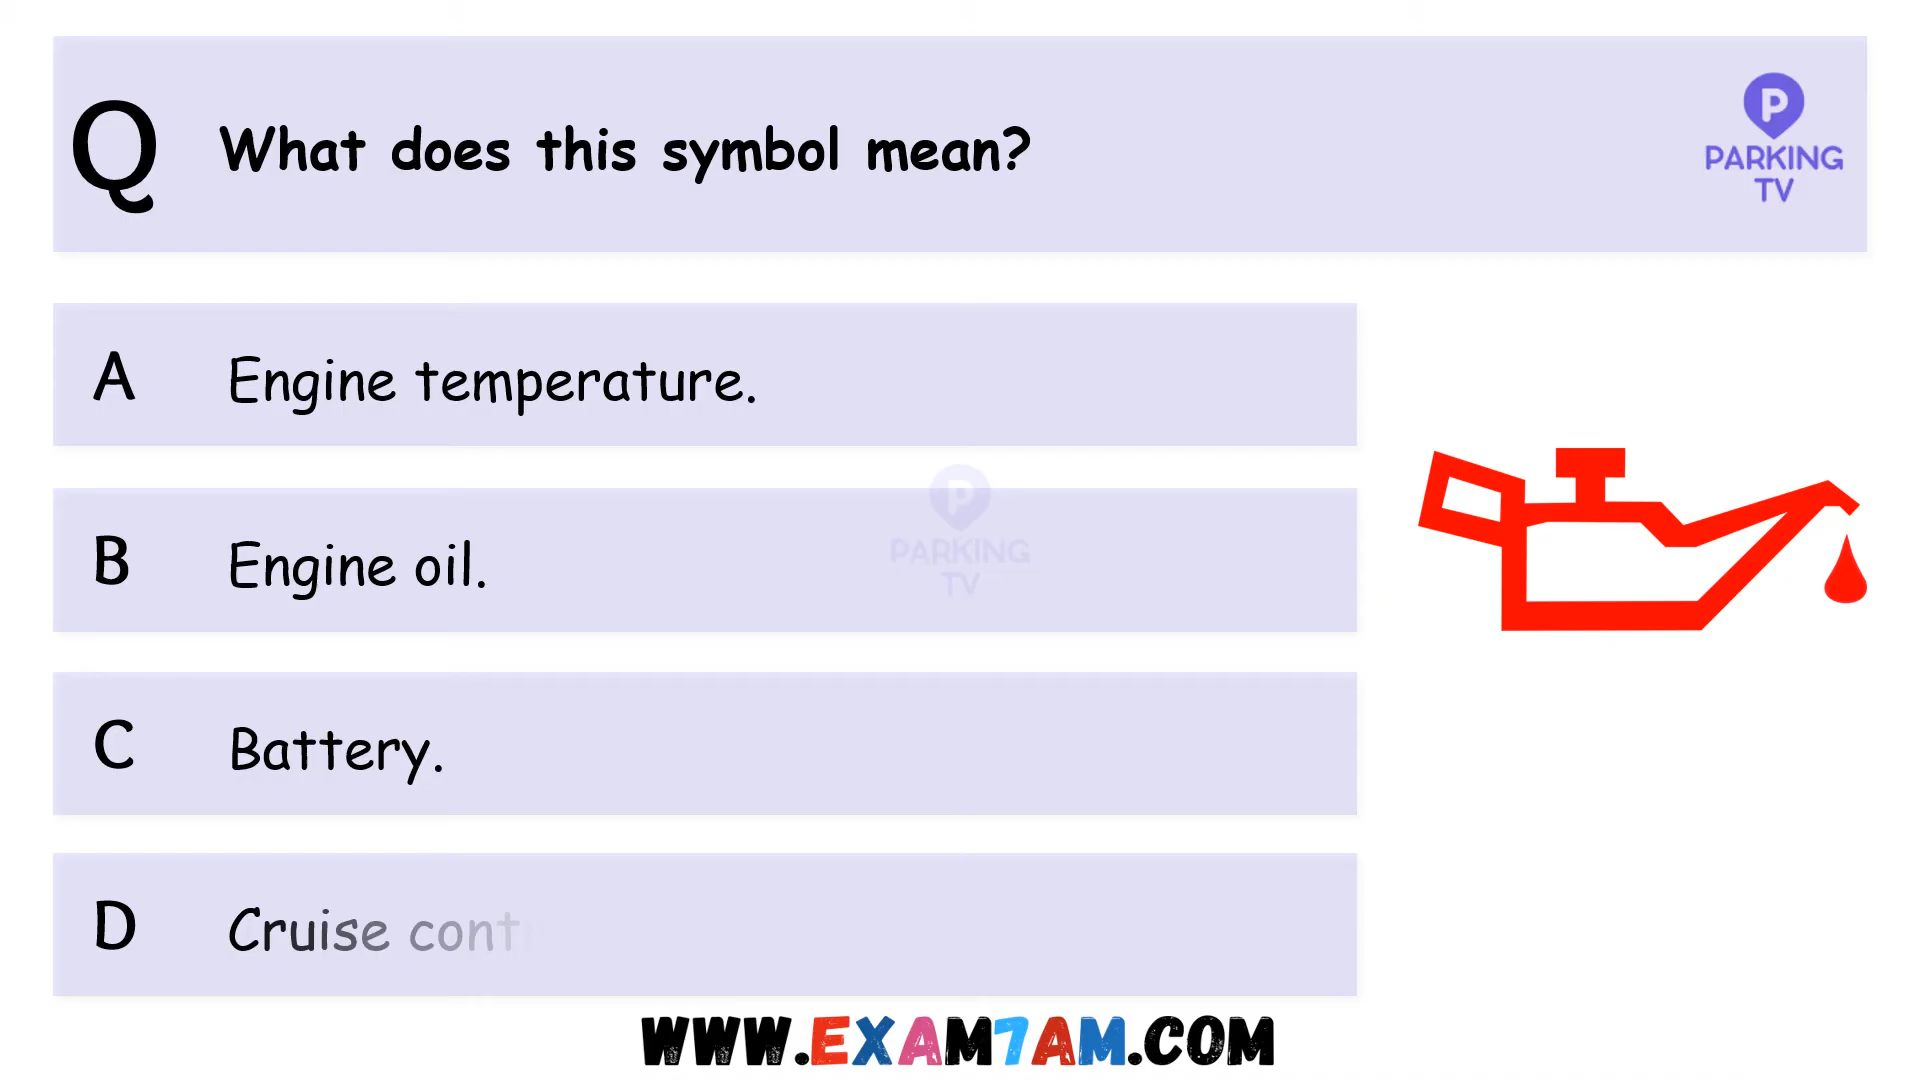 Q What does this symbol mean?
P
PARKING
TV
A Engine temperature.
B Engine oil.
P
PARKING
TV
C Battery.
D Cruise cont
WWW.EXAM7AM.COM